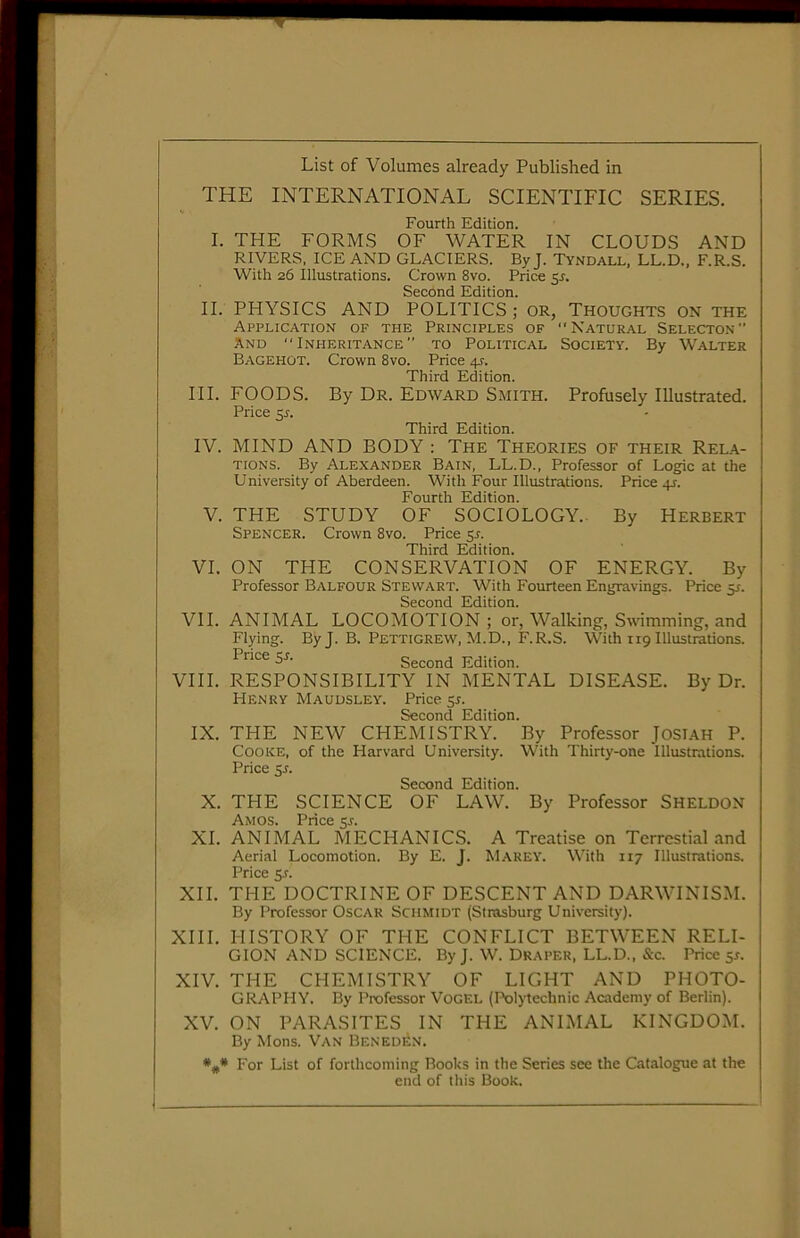 List of Volumes already Published in
THE INTERNATIONAL SCIENTIFIC SERIES.
Fourth Edition.
I. THE FORMS OF WATER IN CLOUDS AND
RIVERS, ICE AND GLACIERS. By J. Tyndall, LL.D., F.R.S.
With 26 Illustrations. Crown 8vo. Price 5s.
Second Edition.
II. PHYSICS AND POLITICS; or, Thoughts on the
Application of the Principles of "Natural Selecton"
And "Inheritance" to Political Society. By Walter
Bagehot. Crown 8vo. Price 4s.
Third Edition.
III. FOODS. By Dr. Edward Smith. Profusely Illustrated.
Price 5s.
Third Edition.
IV. MIND AND BODY: The Theories of their Rela-
tions. By Alexander Bain, LL.D., Professor of Logic at the
University of Aberdeen. With Four Illustrations. Price 4s.
Fourth Edition.
V. THE STUDY OF SOCIOLOGY. By Herbert
Spencer. Crown 8vo. Price 5s.
Third Edition.
VI. ON THE CONSERVATION OF ENERGY. By
Professor Balfour Stewart. With Fourteen Engravings. Price 5s.
Second Edition.
VII. ANIMAL LOCOMOTION; or, Walking, Swimming, and
Flying. By J. B. Pettigrew, M.D., F.R.S. With 119 Illustrations.
Price 5s.
Second Edition.
VIII. RESPONSIBILITY IN MENTAL DISEASE. By Dr.
Henry Maudsley. Price 5s.
Second Edition.
IX. THE NEW CHEMISTRY. By Professor Josiah P.
Cooke, of the Harvard University. With Thirty-one Illustrations.
Price 5s.
Second Edition.
X. THE SCIENCE OF LAW. By Professor Sheldon
Amos. Price 5s.
XI. ANIMAL MECHANICS. A Treatise on Terrestial and
Aerial Locomotion. By E. J. Marey. With 117 Illustrations.
Price 5s.
XII. THE DOCTRINE OF DESCENT AND DARWINISM.
By Professor Oscar Schmidt (Strasburg University).
XIII. HISTORY OF THE CONFLICT BETWEEN RELI-
GION AND SCIENCE. By J. W. Draper, LL.D., &c. Price 5s.
XIV. THE CHEMISTRY OF LIGHT AND PHOTO-
GRAPHY. By Professor Vogel (Polytechnic Academy of Berlin).
XV. ON PARASITES IN THE ANIMAL KINGDOM.
By Mons. Van Benedén.
*** For List of forthcoming Books in the Series see the Catalogue at the
end of this Book.